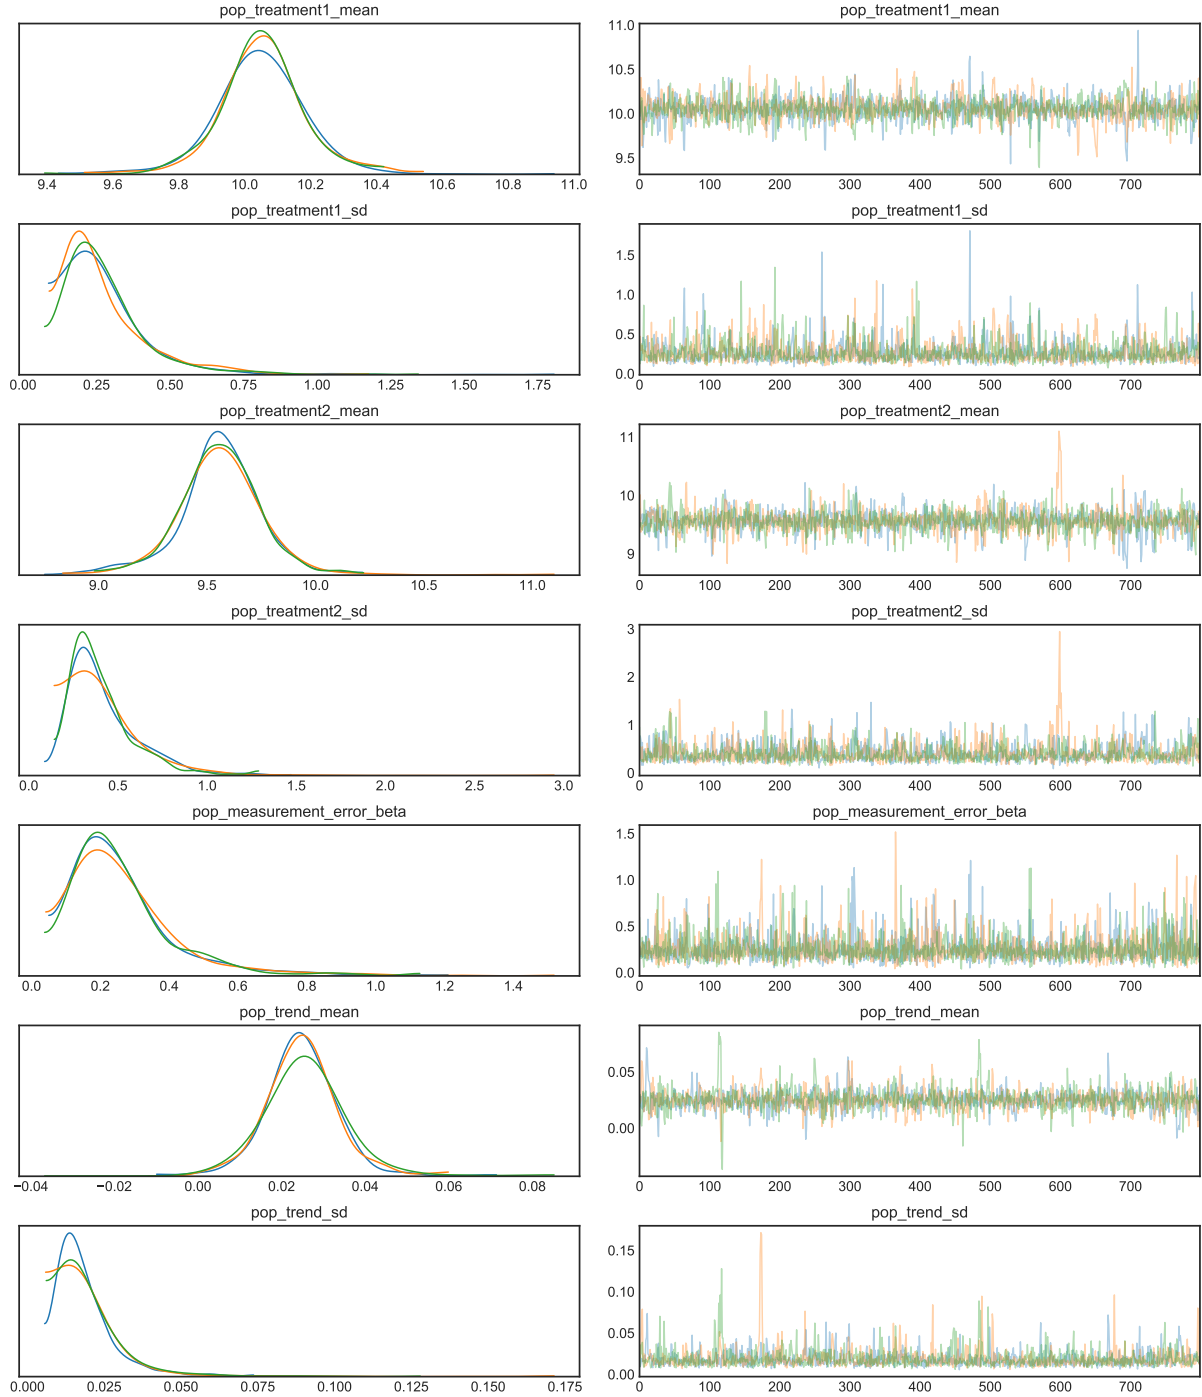 pop_treatment1_mean pop_treatment1_mean
9.4 9.6 9.8 10.0 10.2 10.4 10.6 10.8 11.0
11.0
10.5
10.0
9.5
0 100 200 300 400 500 600 700
pop_treatment1_sd pop_treatment1_sd
0.00 0.25 0.50 0.75 1.00 1.25 1.50 1.75
1.5
1.0
0.5
0.0
0 100 200 300 400 500 600 700
pop_treatment2_mean pop_treatment2_mean
9.0 9.5 10.0 10.5 11.0
11
10
9
0 100 200 300 400 500 600 700
pop_treatment2_sd pop_treatment2_sd
0.0 0.5 1.0 1.5 2.0 2.5 3.0
3
2
1
0
0 100 200 300 400 500 600 700
pop_measurement_error_beta pop_measurement_error_beta
0.0 0.2 0.4 0.6 0.8 1.0 1.2 1.4
1.5
1.0
0.5
0.0
0 100 200 300 400 500 600 700
pop_trend_mean pop_trend_mean
−0.04 −0.02 0.00 0.02 0.04 0.06 0.08
0.05
0.00
0 100 200 300 400 500 600 700
pop_trend_sd pop_trend_sd
0.000 0.025 0.050 0.075 0.100 0.125 0.150 0.175
0.15
0.10
0.05
0.00
0 100 200 300 400 500 600 700